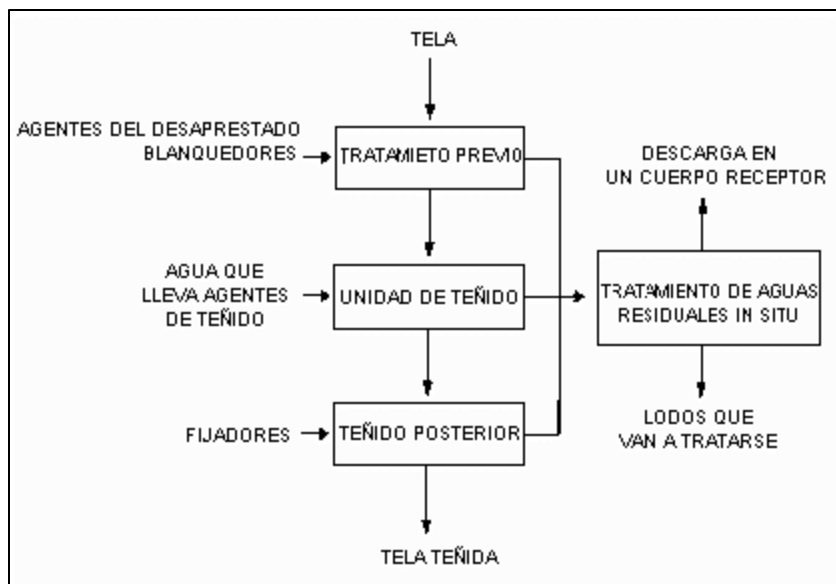 TELA
AGENTES DEL DESAPRESTADO
BLANQUEDORES
TRATAMIETO PREVIO
DESCARGA EN
UN CUERPO RECEPTOR
AGUA QUE
LLEVA AGENTES
DE TEÑIDO
UNIDAD DE TEÑIDO
TRATAMIENTO DE AGUAS
RESIDUALES IN SITU
FIJADORES
TEÑIDO POSTERIOR
LODOS QUE
VAN A TRATARSE
TELA TEÑIDA